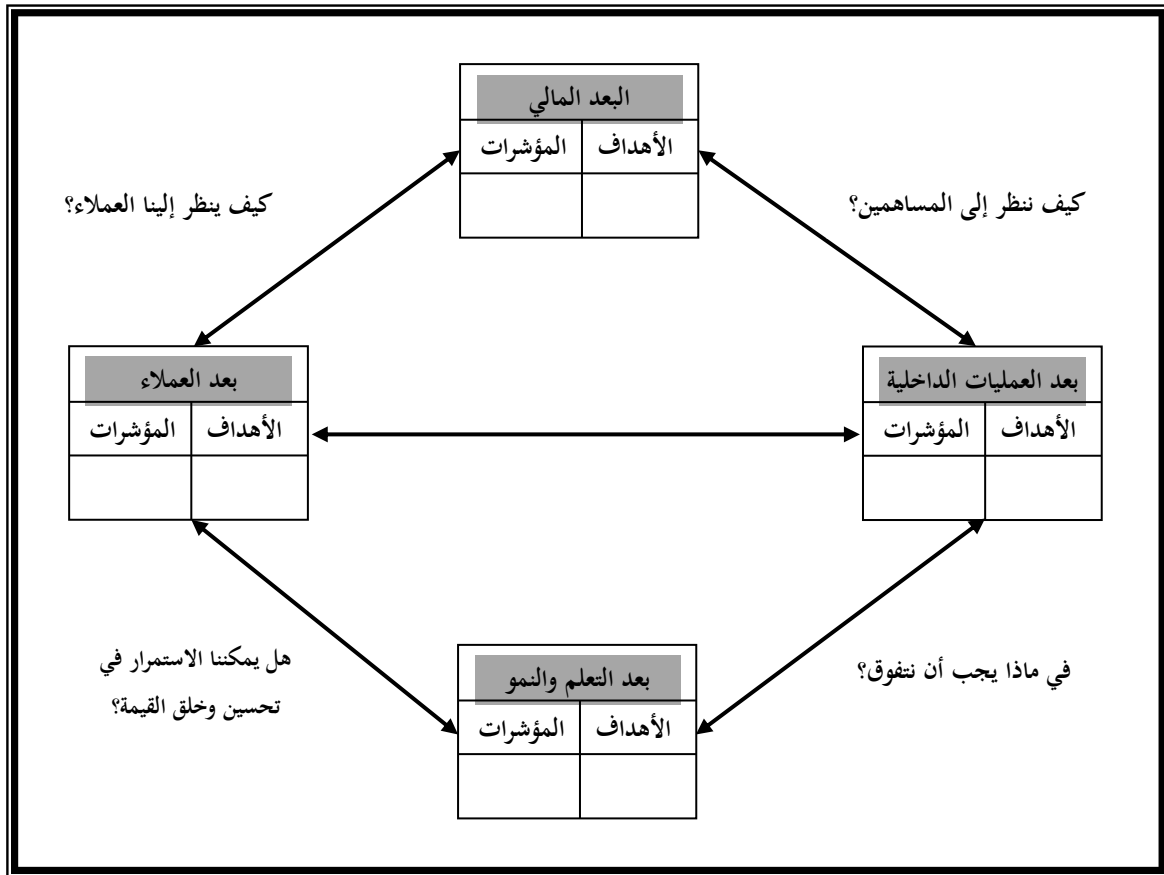 البعد المالي
الأهداف المؤشرات
كيف ننظر إلى المساهمين؟
كيف ينظر إلينا العملاء؟
بعد العمليات الداخلية
الأهداف المؤشرات
بعد العملاء
الأهداف المؤشرات
في ماذا يجب أن نتفوق؟
هل يمكننا الاستمرار في
تحسين وخلق القيمة؟
بعد التعلم والنمو
الأهداف المؤشرات